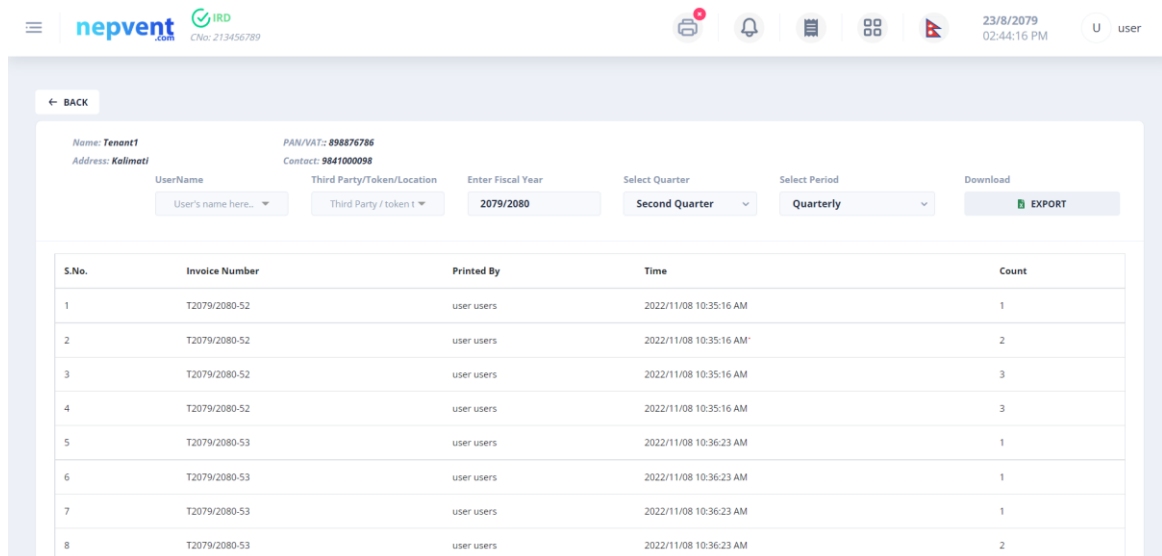 nepvent
.com
IRD
CNo: 213456789
23/8/2079
02:44:16 PM
U user
← BACK
Name: Tenant1 PAN/VAT:: 898876786
Address: Kalimati Contact: 9841000098
UserName Third Party/Token/Location Enter Fiscal Year Select Quarter Select Period Download
User's name here.. Third Party / token t 2079/2080 Second Quarter Quarterly EXPORT
S.No. Invoice Number Printed By Time Count
1 T2079/2080-52 user users 2022/11/08 10:35:16 AM 1
2 T2079/2080-52 user users 2022/11/08 10:35:16 AM 2
3 T2079/2080-52 user users 2022/11/08 10:35:16 AM 3
4 T2079/2080-52 user users 2022/11/08 10:35:16 AM 3
5 T2079/2080-53 user users 2022/11/08 10:36:23 AM 1
6 T2079/2080-53 user users 2022/11/08 10:36:23 AM 1
7 T2079/2080-53 user users 2022/11/08 10:36:23 AM 1
8 T2079/2080-53 user users 2022/11/08 10:36:23 AM 2